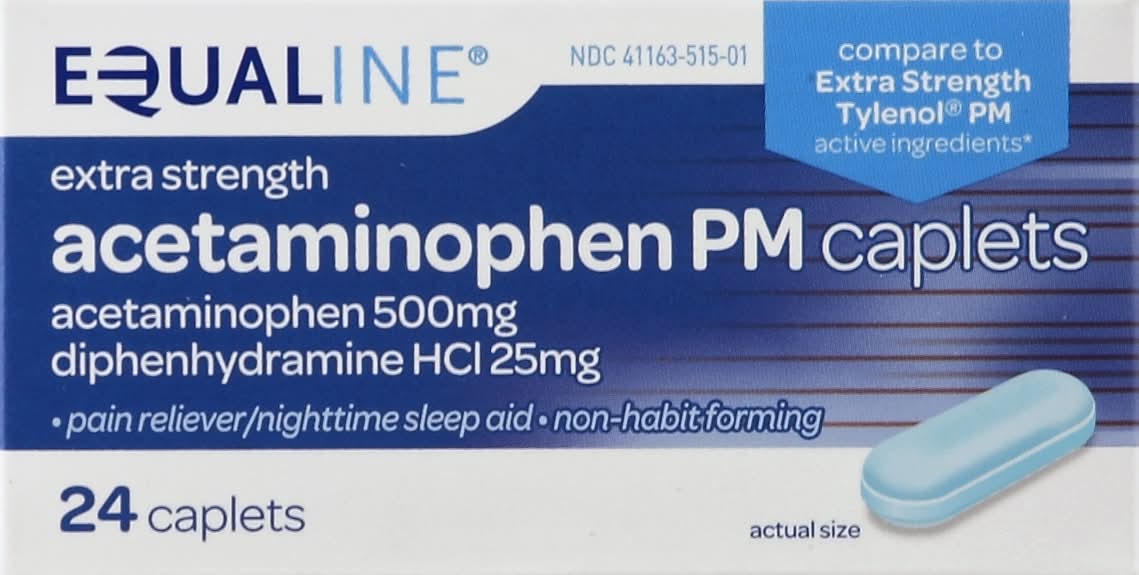 EQUALINE®
NDC 41163-515-01
compare to
Extra Strength
Tylenol® PM
active ingredients*
extra strength
acetaminophen PM caplets
acetaminophen 500mg
diphenhydramine HCl 25mg
• pain reliever/nighttime sleep aid • non-habit forming
24 caplets
actual size